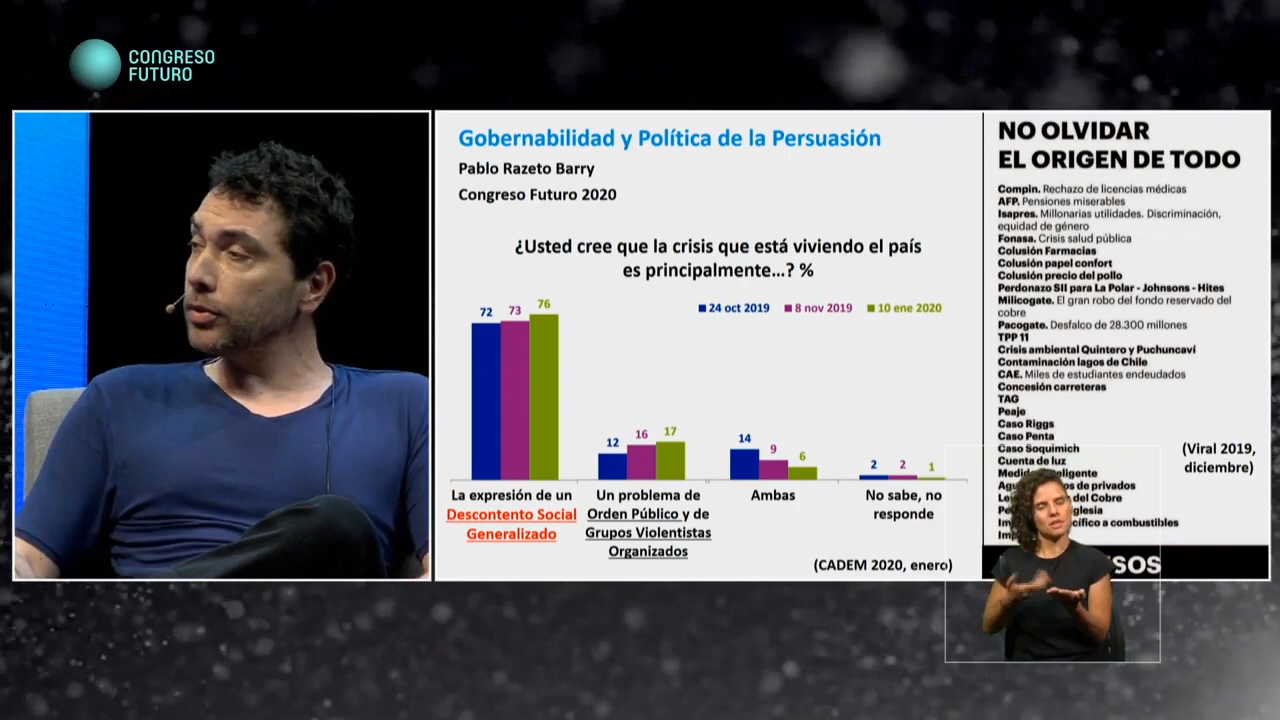 CONGRESO
FUTURO
Gobernabilidad y Política de la Persuasión
Pablo Razeto Barry
Congreso Futuro 2020
¿Usted cree que la crisis que está viviendo el país
es principalmente...? %
24 oct 2019
8 nov 2019
10 ene 2020
72
73
76
12
16
17
14
9
6
2
2
1
La expresión de un
Descontento Social
Generalizado
Un problema de
Orden Público y de
Grupos Violentistas
Organizados
Ambas
No sabe, no
responde
(CADEM 2020, enero)
NO OLVIDAR
EL ORIGEN DE TODO
Compin. Rechazo de licencias médicas
AFP. Pensiones miserables
Isapres. Millonarias utilidades. Discriminación,
equidad de género
Fonasa. Crisis salud pública
Colusión Farmacias
Colusión papel confort
Colusión precio del pollo
Perdonazo SII para La Polar - Johnsons - Hites
Milicogate. El gran robo del fondo reservado del
cobre
Pacogate. Desfalco de 28.300 millones
TPP 11
Crisis ambiental Quintero y Puchuncaví
Contaminación lagos de Chile
CAE. Miles de estudiantes endeudados
Concesión carreteras
TAG
Peaje
Caso Riggs
Caso Penta
Caso Soquimich
Cuenta de luz
de privados
del Cobre
a combustibles
(Viral 2019,
diciembre)